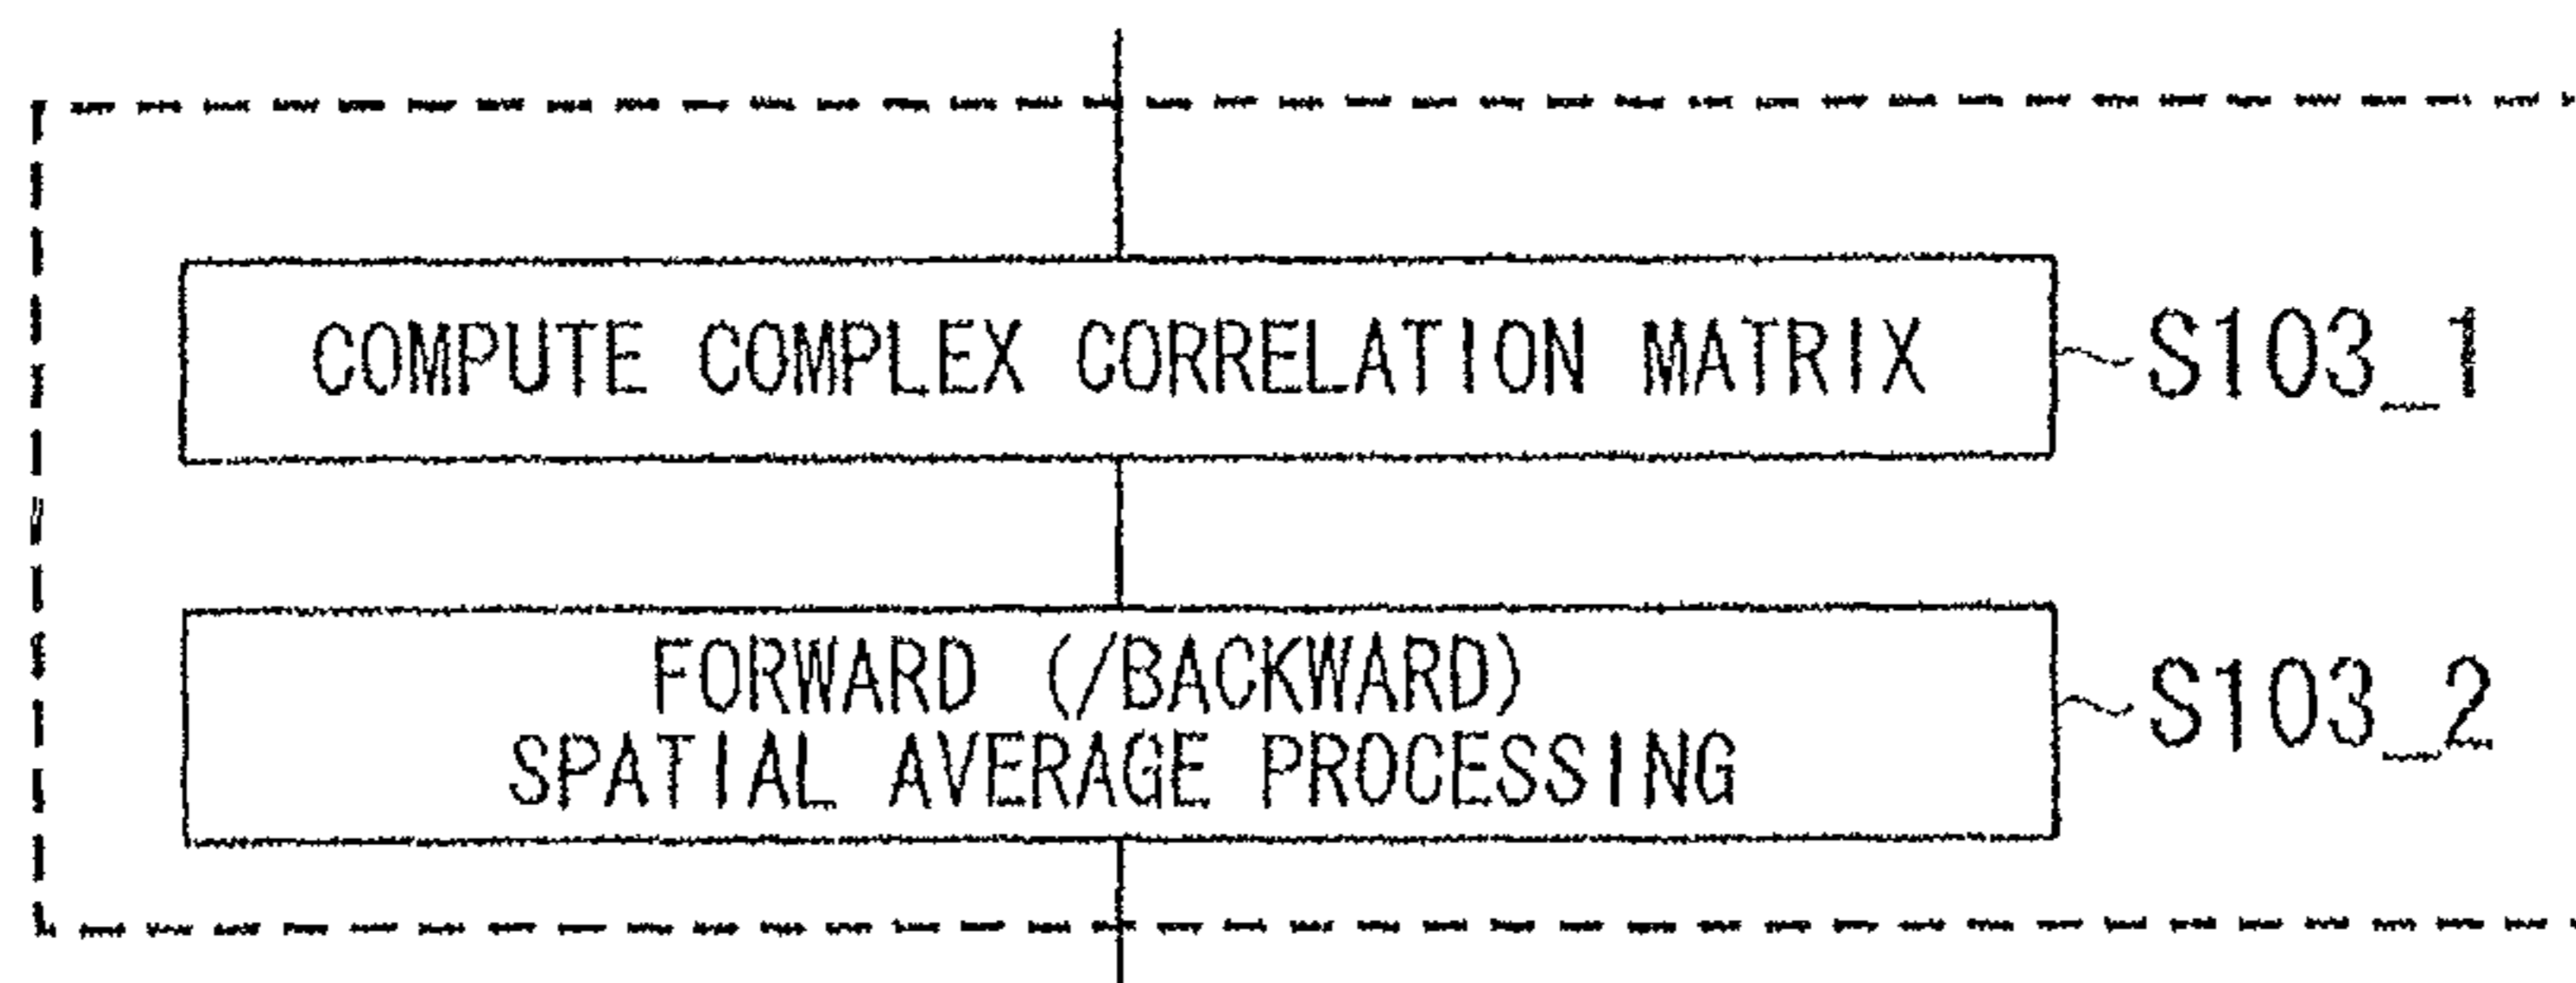 COMPUTE COMPLEX CORRELATION MATRIX
S103_1
FORWARD (/BACKWARD)
SPATIAL AVERAGE PROCESSING
S103_2